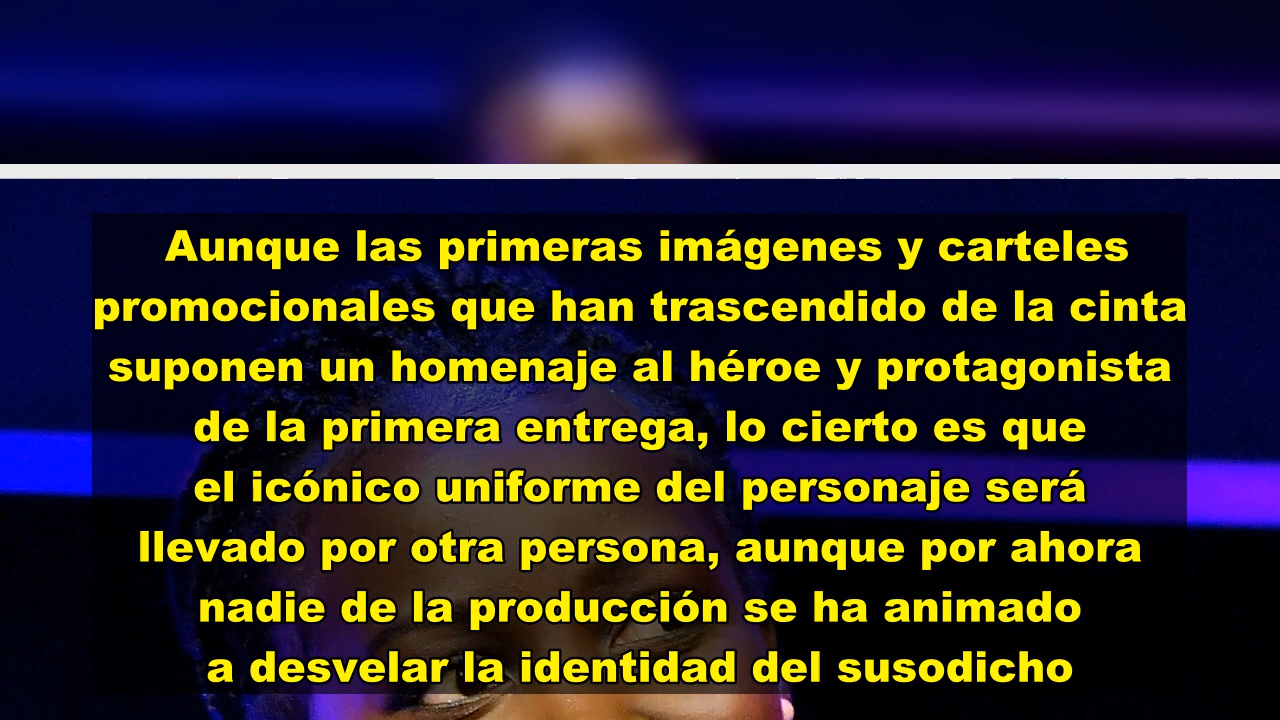 Aunque las primeras imágenes y carteles
promocionales que han trascendido de la cinta
suponen un homenaje al héroe y protagonista
de la primera entrega, lo cierto es que
el icónico uniforme del personaje será
llevado por otra persona, aunque por ahora
nadie de la producción se ha animado
a desvelar la identidad del susodicho